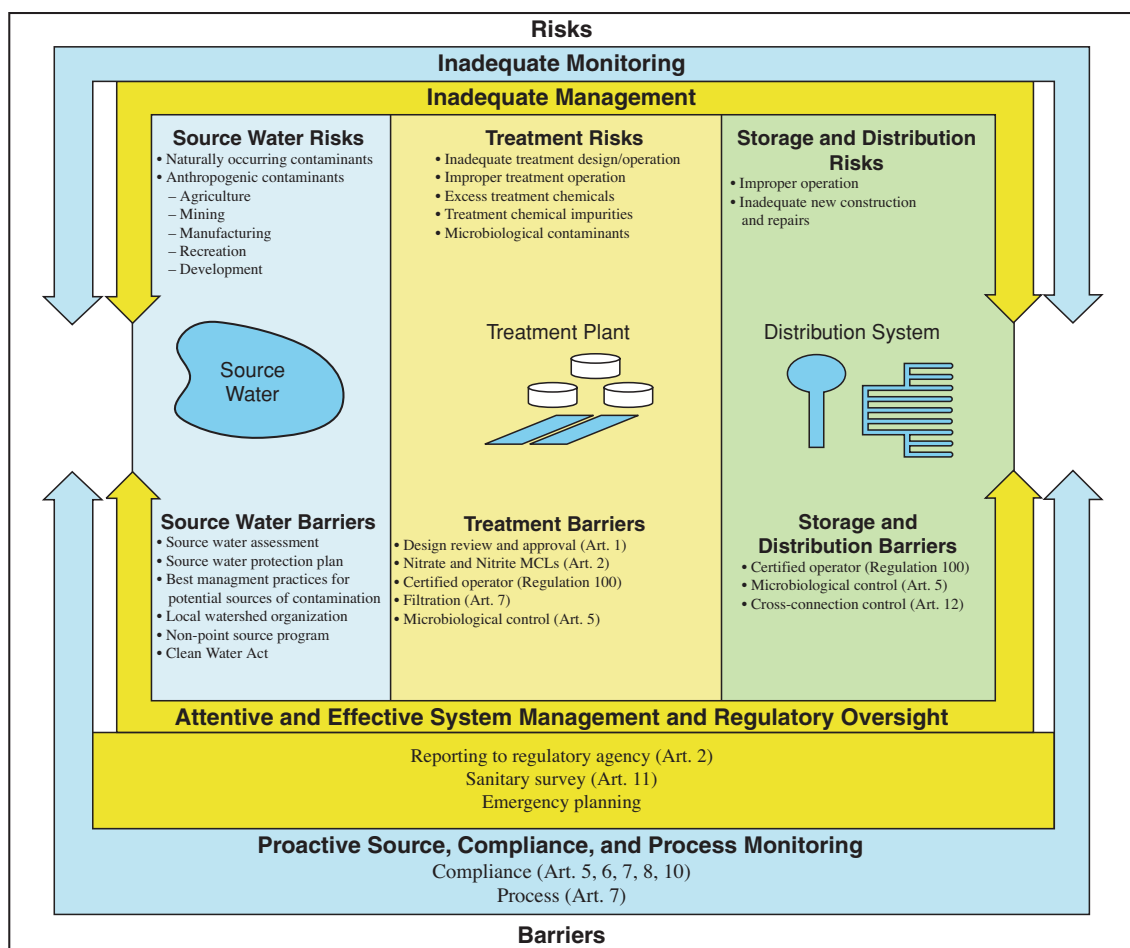 Risks
Inadequate Monitoring
Inadequate Management
Source Water Risks
• Naturally occurring contaminants
• Anthropogenic contaminants
– Agriculture
– Mining
– Manufacturing
– Recreation
– Development
Treatment Risks
• Inadequate treatment design/operation
• Improper treatment operation
• Excess treatment chemicals
• Treatment chemical impurities
• Microbiological contaminants
Storage and Distribution
Risks
• Improper operation
• Inadequate new construction
and repairs
Source
Water
Treatment Plant
Distribution System
Source Water Barriers
• Source water assessment
• Source water protection plan
• Best managment practices for
potential sources of contamination
• Local watershed organization
• Non-point source program
• Clean Water Act
Treatment Barriers
• Design review and approval (Art. 1)
• Nitrate and Nitrite MCLs (Art. 2)
• Certified operator (Regulation 100)
• Filtration (Art. 7)
• Microbiological control (Art. 5)
Storage and
Distribution Barriers
• Certified operator (Regulation 100)
• Microbiological control (Art. 5)
• Cross-connection control (Art. 12)
Attentive and Effective System Management and Regulatory Oversight
Reporting to regulatory agency (Art. 2)
Sanitary survey (Art. 11)
Emergency planning
Proactive Source, Compliance, and Process Monitoring
Compliance (Art. 5, 6, 7, 8, 10)
Process (Art. 7)
Barriers